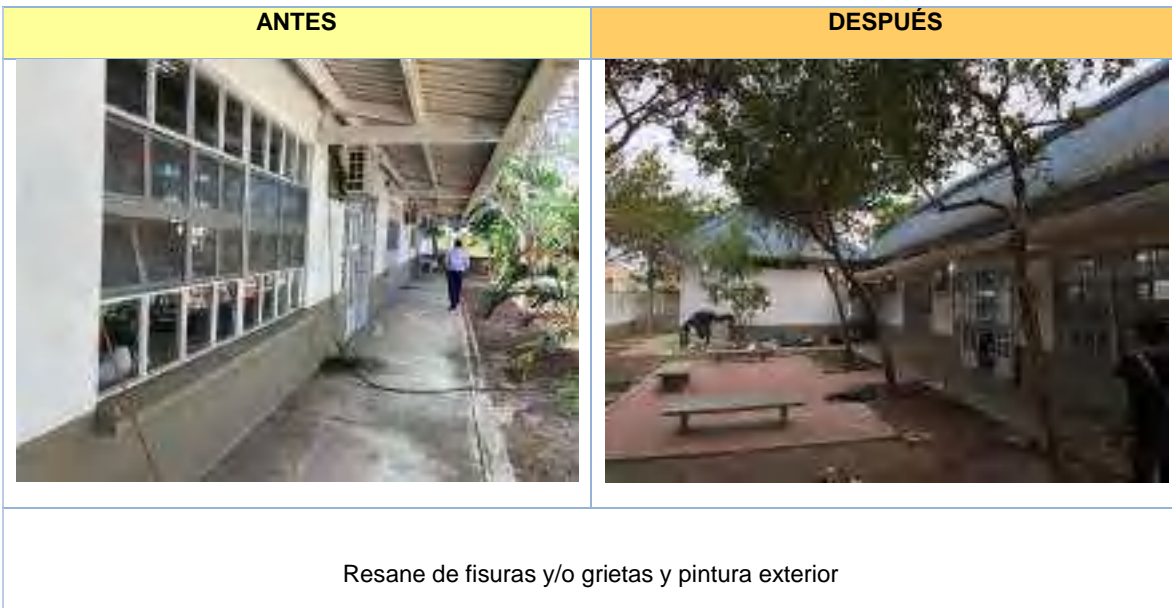 ANTES
DESPUÉS
Resane de fisuras y/o grietas y pintura exterior